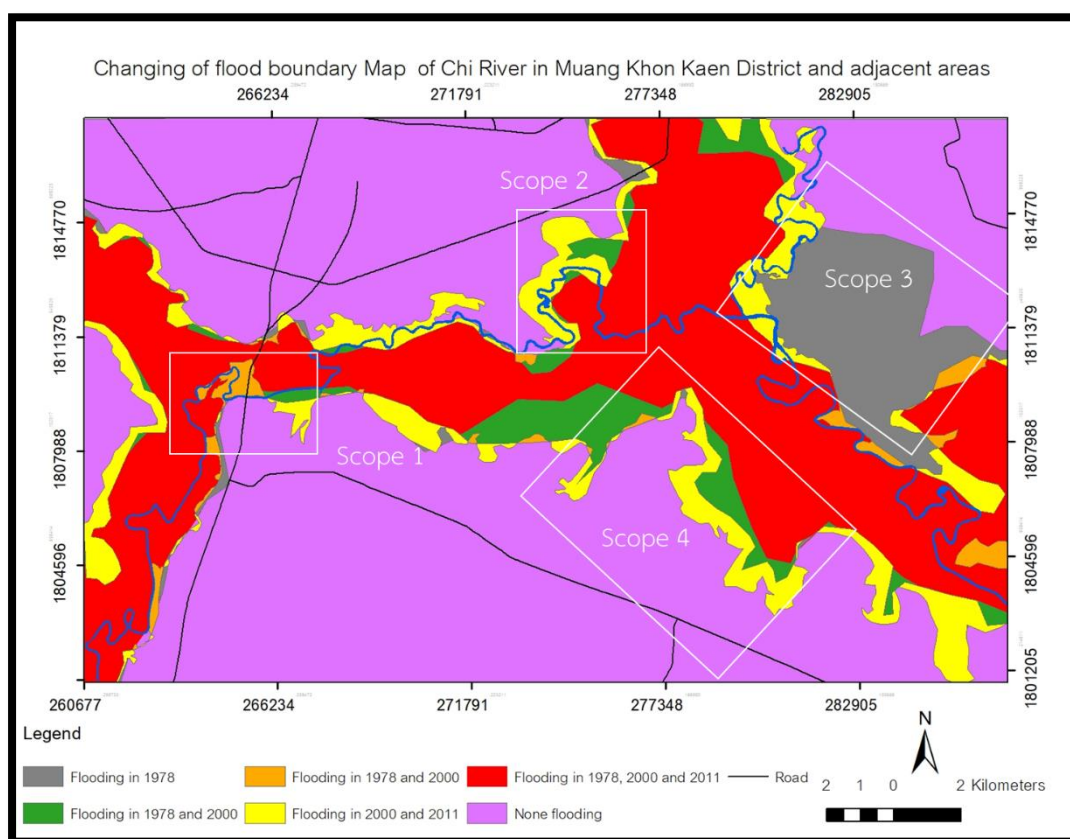 Changing of flood boundary Map of Chi River in Muang Khon Kaen District and adjacent areas
266234 271791 277348 282905
1814770
1811379
1807988
1804596
Scope 2
Scope 3
Scope 1
Scope 4
1814770
1811379
1807988
1804596
1801205
260677 266234 271791 277348 282905
Legend
Flooding in 1978
Flooding in 1978 and 2000
Flooding in 1978, 2000 and 2011
Road
Flooding in 1978 and 2000
Flooding in 2000 and 2011
None flooding
N
2 1 0 2 Kilometers